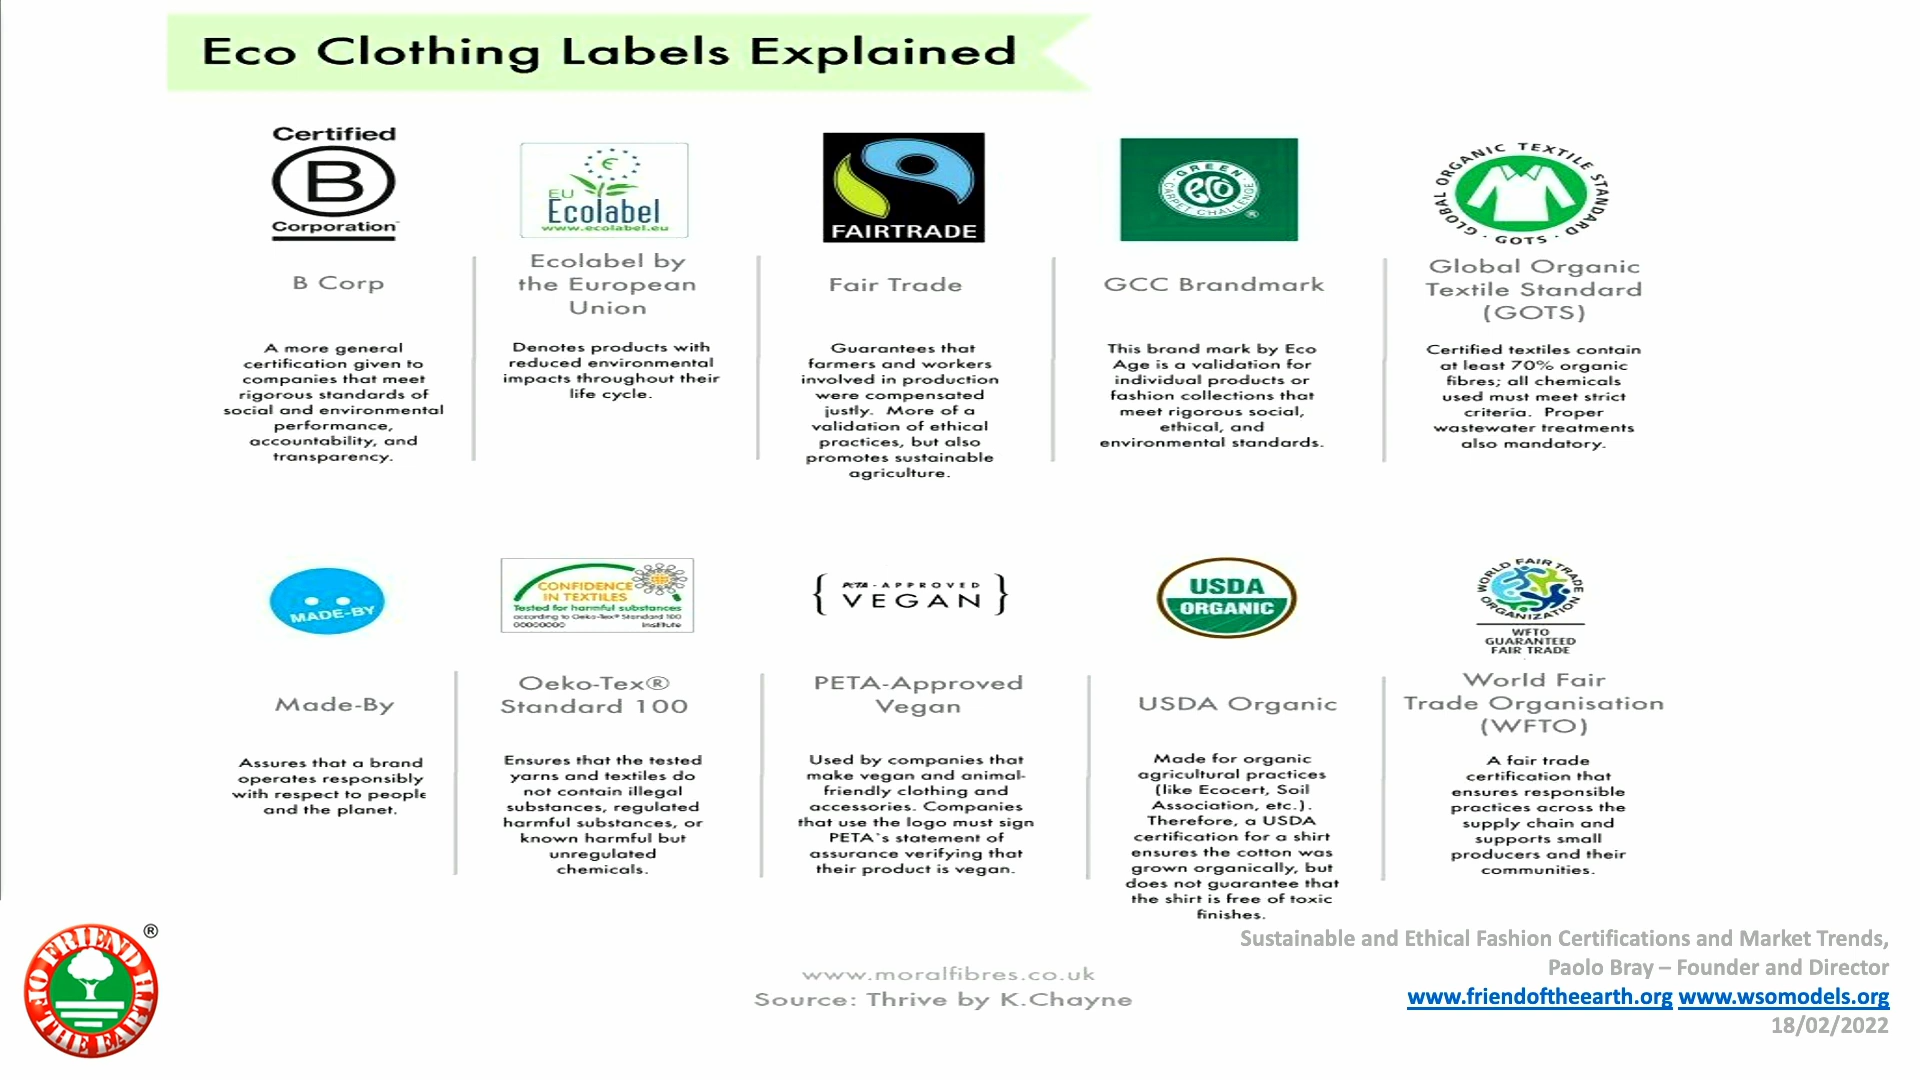 Eco Clothing Labels Explained
Certified
B
Corporation
B Corp
A more general
certification given to
companies that meet
rigorous standards of
social and environmental
performance,
accountability, and
transparency.
EU
Ecolabel
www.ecolabel.eu
Ecolabel by
the European
Union
Denotes products with
reduced environmental
impacts throughout their
life cycle.
FAIRTRADE
Fair Trade
Guarantees that
farmers and workers
involved in production
were compensated
justly. More of a
validation of ethical
practices, but also
promotes sustainable
agriculture.
GREEN
eco
CARPET CHALLENGE
®
GCC Brandmark
This brand mark by Eco
Age is a validation for
individual products or
fashion collections that
meet rigorous social,
ethical, and
environmental standards.
GLOBAL ORGANIC TEXTILE STANDARD
· GOTS ·
Global Organic
Textile Standard
(GOTS)
Certified textiles contain
at least 70% organic
fibres; all chemicals
used must meet strict
criteria. Proper
wastewater treatments
also mandatory.
MADE-BY
Made-By
Assures that a brand
operates responsibly
with respect to people
and the planet.
CONFIDENCE
IN TEXTILES
Tested for harmful substances
according to Oeko-Tex® Standard 100
00000000 Institute
Oeko-Tex®
Standard 100
Ensures that the tested
yarns and textiles do
not contain illegal
substances, regulated
harmful substances, or
known harmful but
unregulated
chemicals.
{ PETA-APPROVED
VEGAN }
PETA-Approved
Vegan
Used by companies that
make vegan and animal-
friendly clothing and
accessories. Companies
that use the logo must sign
PETA`s statement of
assurance verifying that
their product is vegan.
USDA
ORGANIC
USDA Organic
Made for organic
agricultural practices
(like Ecocert, Soil
Association, etc.).
Therefore, a USDA
certification for a shirt
ensures the cotton was
grown organically, but
does not guarantee that
the shirt is free of toxic
finishes.
WORLD FAIR TRADE
ORGANIZATION
WFTO
GUARANTEED
FAIR TRADE
World Fair
Trade Organisation
(WFTO)
A fair trade
certification that
ensures responsible
practices across the
supply chain and
supports small
producers and their
communities.
www.moralfibres.co.uk
Source: Thrive by K.Chayne
FRIEND OF THE EARTH
®
Sustainable and Ethical Fashion Certifications and Market Trends,
Paolo Bray – Founder and Director
www.friendoftheearth.org www.wsomodels.org
18/02/2022